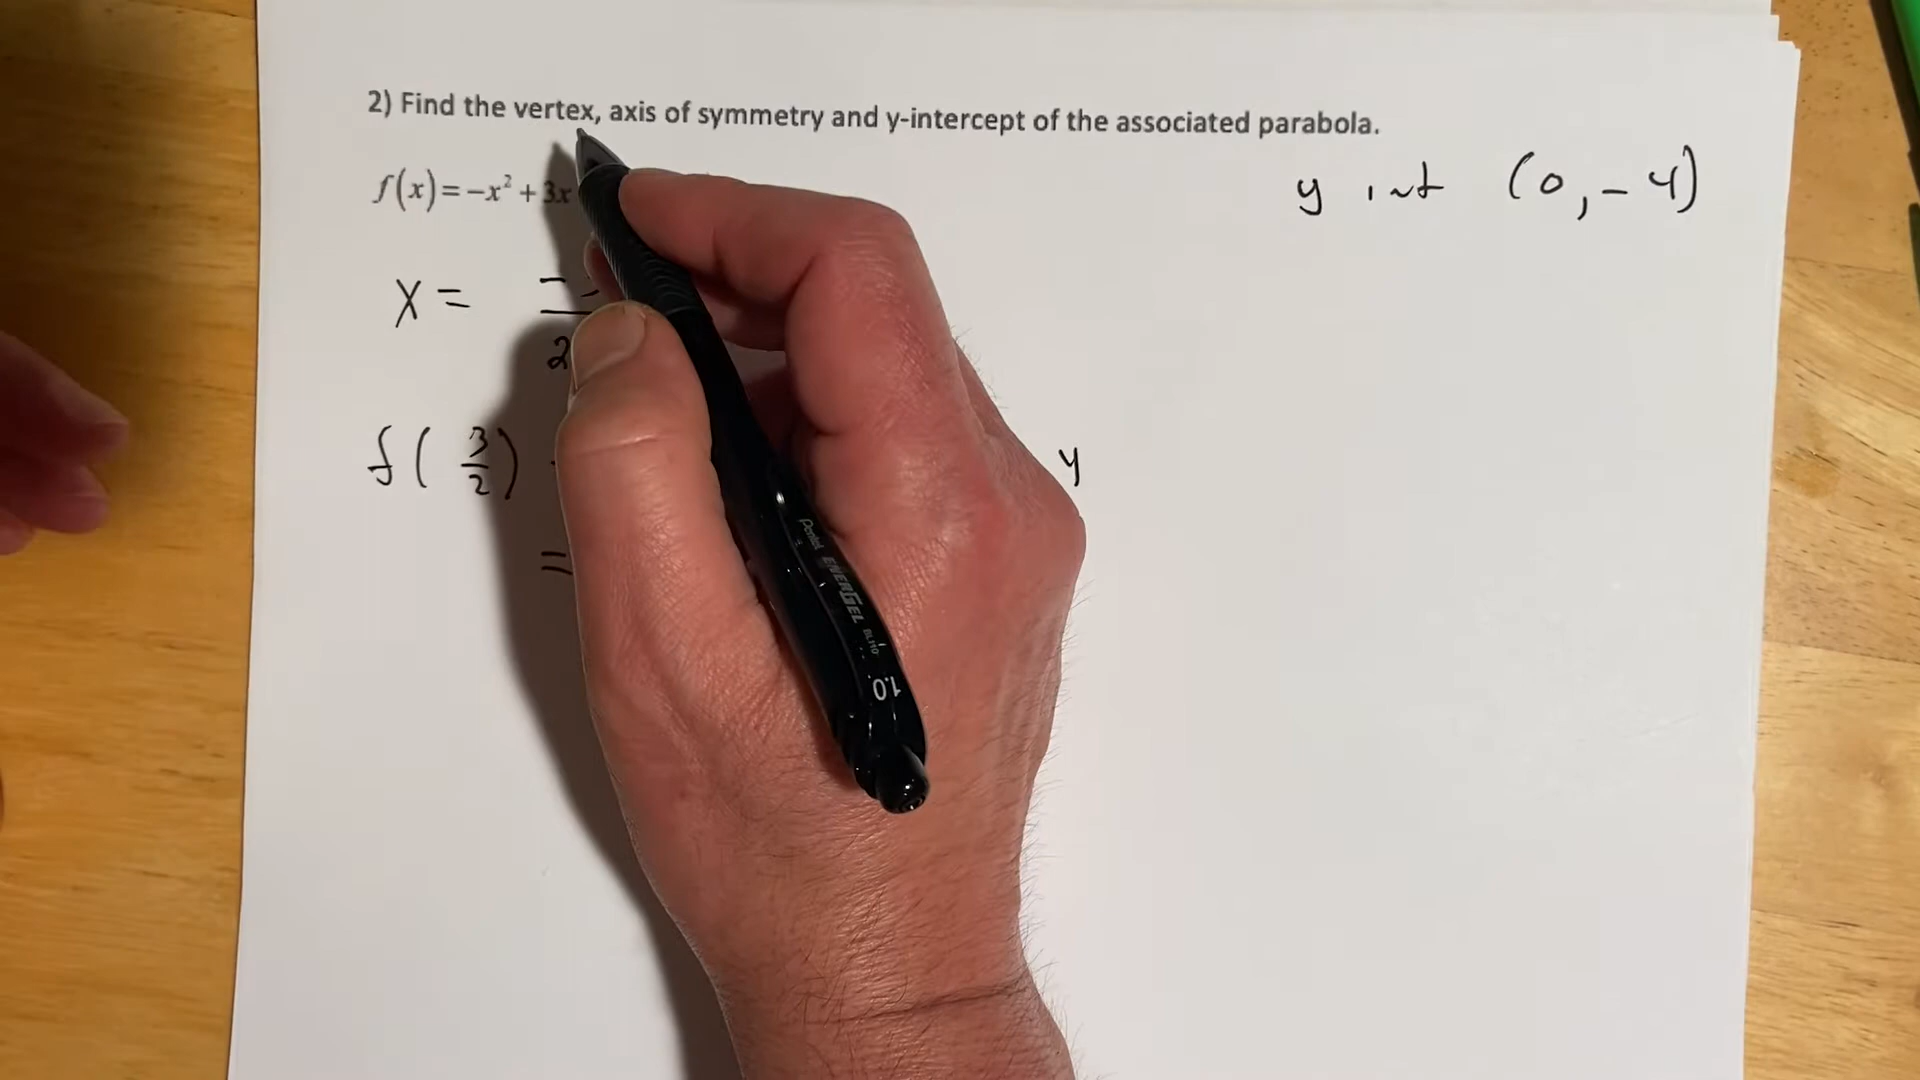 2) Find the vertex, axis of symmetry and y-intercept of the associated parabola.
f(x)=-x²+3x
y int (0,-4)
X =
2
f(3/2)
y
=
Pentel ENERGEL BL110
1.0